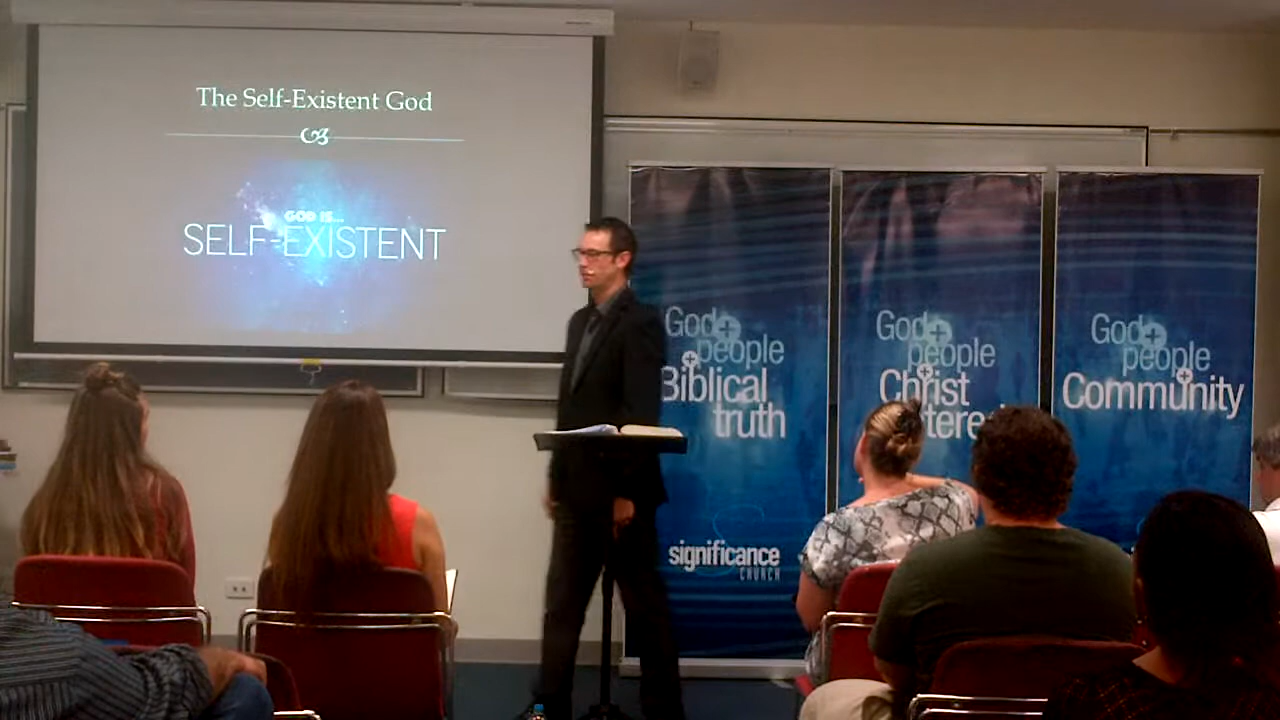 The Self-Existent God
GOD IS...
SELF-EXISTENT
God +
people
+
Biblical
truth
significance
CHURCH
God +
people
+
Christ
God +
people
+
Community